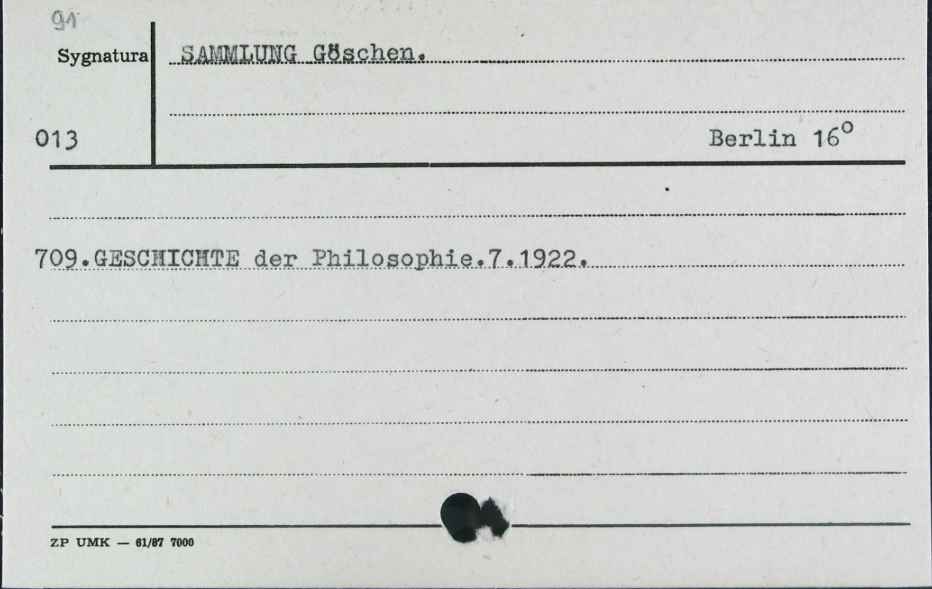 91
Sygnatura
SAMMLUNG Göschen.
013
Berlin 16°
709.GESCHICHTE der Philosophie.7.1922.
ZP UMK — 61/87 7000